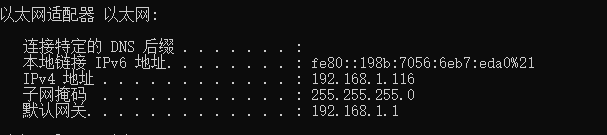 以太网适配器 以太网:
连接特定的 DNS 后缀 . . . . . . . :
本地链接 IPv6 地址. . . . . . . . : fe80::198b:7056:6eb7:eda0%21
IPv4 地址 . . . . . . . . . . . . : 192.168.1.116
子网掩码  . . . . . . . . . . . . : 255.255.255.0
默认网关. . . . . . . . . . . . . : 192.168.1.1